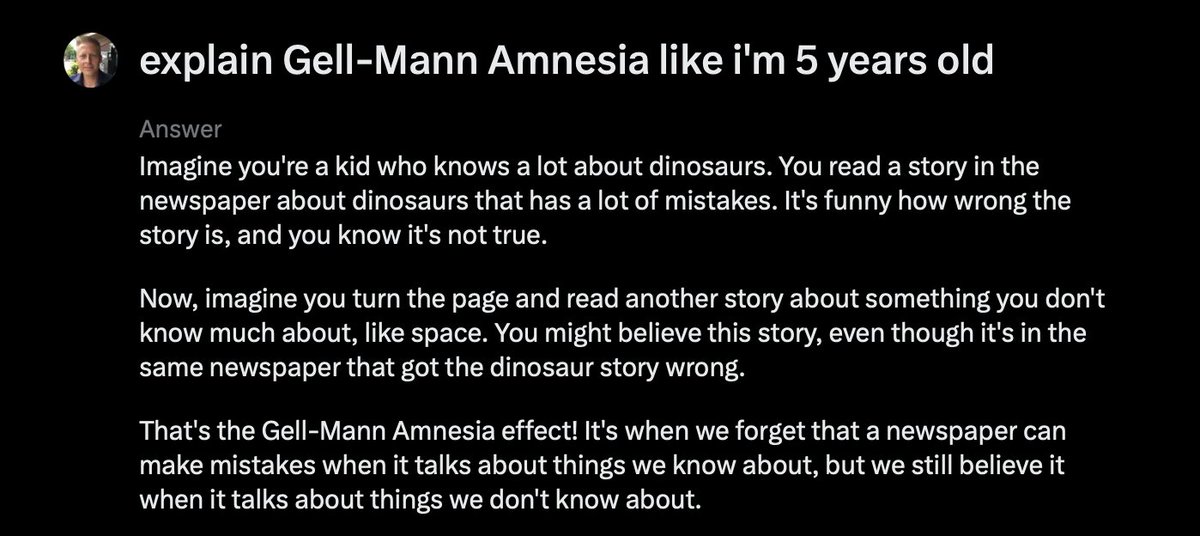 explain Gell-Mann Amnesia like i'm 5 years old
Answer
Imagine you're a kid who knows a lot about dinosaurs. You read a story in the
newspaper about dinosaurs that has a lot of mistakes. It's funny how wrong the
story is, and you know it's not true.
Now, imagine you turn the page and read another story about something you don't
know much about, like space. You might believe this story, even though it's in the
same newspaper that got the dinosaur story wrong.
That's the Gell-Mann Amnesia effect! It's when we forget that a newspaper can
make mistakes when it talks about things we know about, but we still believe it
when it talks about things we don't know about.